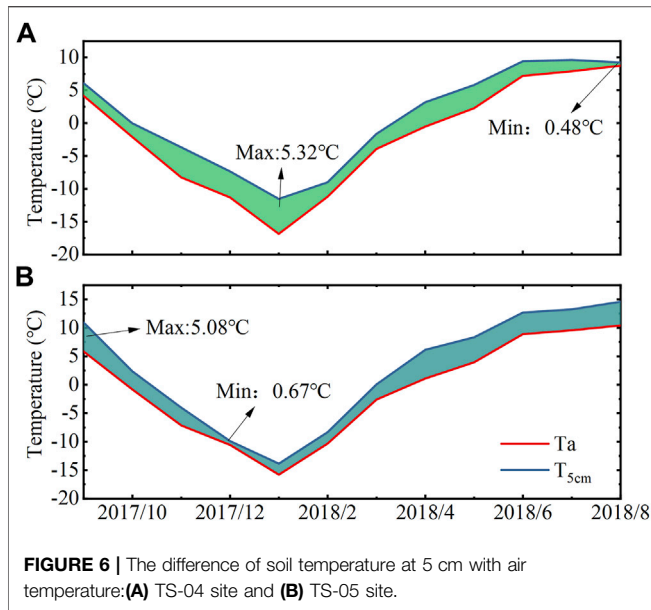 A
10
5
0
-5
-10
-15
-20
Temperature (℃)
Max:5.32℃
Min：0.48℃
B
15
10
5
0
-5
-10
-15
-20
Temperature (℃)
Max:5.08℃
Min：0.67℃
Ta
T5cm
2017/10 2017/12 2018/2 2018/4 2018/6 2018/8
FIGURE 6 | The difference of soil temperature at 5 cm with air
temperature:(A) TS-04 site and (B) TS-05 site.